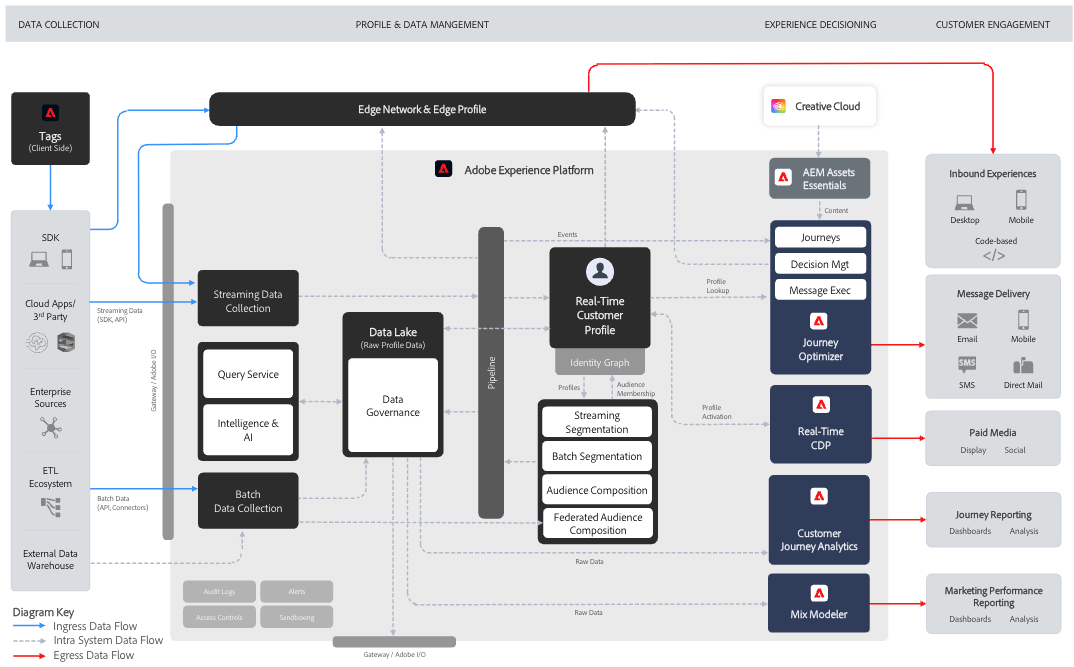 DATA COLLECTION
PROFILE & DATA MANGEMENT
EXPERIENCE DECISIONING
CUSTOMER ENGAGEMENT
Tags
(Client Side)
Edge Network & Edge Profile
Creative Cloud
Adobe Experience Platform
AEM Assets
Essentials
Content
SDK
Cloud Apps/
3rd Party
Enterprise
Sources
ETL
Ecosystem
External Data
Warehouse
Streaming Data
(SDK, API)
Batch Data
(API, Connectors)
Gateway / Adobe I/O
Streaming Data
Collection
Query Service
Intelligence &
AI
Batch
Data Collection
Data Lake
(Raw Profile Data)
Data
Governance
Pipeline
Events
Real-Time
Customer
Profile
Identity Graph
Profiles
Audience
Membership
Streaming
Segmentation
Batch Segmentation
Audience Composition
Federated Audience
Composition
Profile
Lookup
Profile
Activation
Raw Data
Raw Data
Journeys
Decision Mgt
Message Exec
Journey
Optimizer
Real-Time
CDP
Customer
Journey Analytics
Mix Modeler
Inbound Experiences
Desktop
Mobile
Code-based
</>
Message Delivery
Email
Mobile
SMS
SMS
Direct Mail
Paid Media
Display
Social
Journey Reporting
Dashboards
Analysis
Marketing Performance
Reporting
Dashboards
Analysis
Audit Logs
Alerts
Access Controls
Sandboxing
Gateway / Adobe I/O
Diagram Key
Ingress Data Flow
Intra System Data Flow
Egress Data Flow